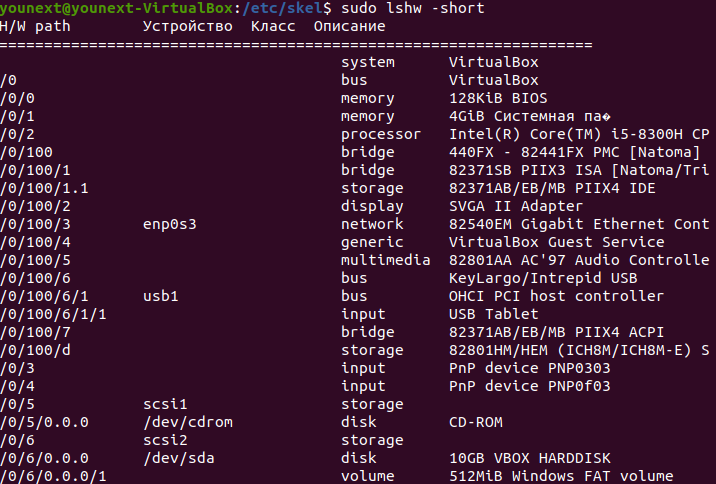 younext@younext-VirtualBox:/etc/skel$ sudo lshw -short
H/W path        Устройство  Класс  Описание
==================================================================
                                      system      VirtualBox
/0                                    bus         VirtualBox
/0/0                                  memory      128KiB BIOS
/0/1                                  memory      4GiB Системная па�
/0/2                                  processor   Intel(R) Core(TM) i5-8300H CP
/0/100                                bridge      440FX - 82441FX PMC [Natoma]
/0/100/1                              bridge      82371SB PIIX3 ISA [Natoma/Tri
/0/100/1.1                            storage     82371AB/EB/MB PIIX4 IDE
/0/100/2                              display     SVGA II Adapter
/0/100/3        enp0s3                network     82540EM Gigabit Ethernet Cont
/0/100/4                              generic     VirtualBox Guest Service
/0/100/5                              multimedia  82801AA AC'97 Audio Controlle
/0/100/6                              bus         KeyLargo/Intrepid USB
/0/100/6/1      usb1                  bus         OHCI PCI host controller
/0/100/6/1/1                          input       USB Tablet
/0/100/7                              bridge      82371AB/EB/MB PIIX4 ACPI
/0/100/d                              storage     82801HM/HEM (ICH8M/ICH8M-E) S
/0/3                                  input       PnP device PNP0303
/0/4                                  input       PnP device PNP0f03
/0/5            scsi1                 storage
/0/5/0.0.0      /dev/cdrom            disk        CD-ROM
/0/6            scsi2                 storage
/0/6/0.0.0      /dev/sda              disk        10GB VBOX HARDDISK
/0/6/0.0.0/1                          volume      512MiB Windows FAT volume